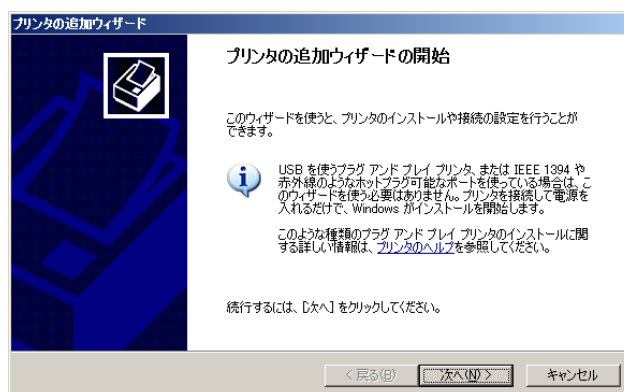 プリンタの追加ウィザード
プリンタの追加ウィザードの開始
このウィザードを使うと、プリンタのインストールや接続の設定を行うことが
できます。
USB を使うプラグ アンド プレイ プリンタ、または IEEE 1394 や
赤外線のようなホットプラグ可能なポートを使っている場合は、こ
のウィザードを使う必要はありません。プリンタを接続して電源を
入れるだけで、Windows がインストールを開始します。
このような種類のプラグ アンド プレイ プリンタのインストールに関
する詳しい情報は、プリンタのヘルプを参照してください。
続行するには、[次へ] をクリックしてください。
< 戻る(B)
次へ(N) >
キャンセル